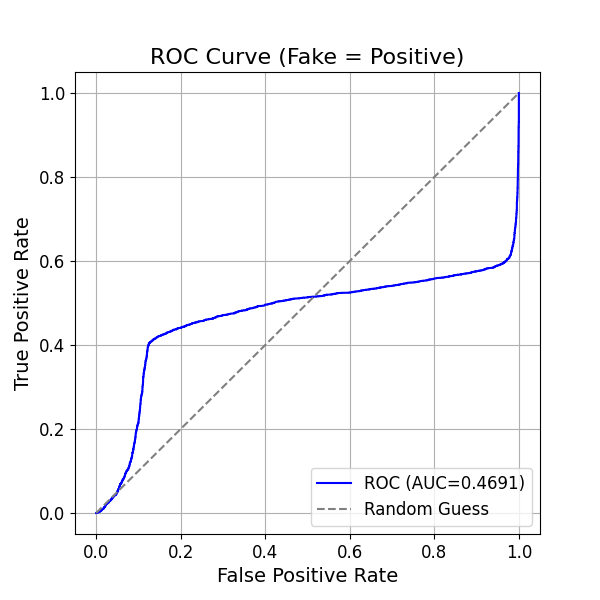 ROC Curve (Fake = Positive)
True Positive Rate
1.0
0.8
0.6
0.4
0.2
0.0
0.0 0.2 0.4 0.6 0.8 1.0
False Positive Rate
ROC (AUC=0.4691)
Random Guess